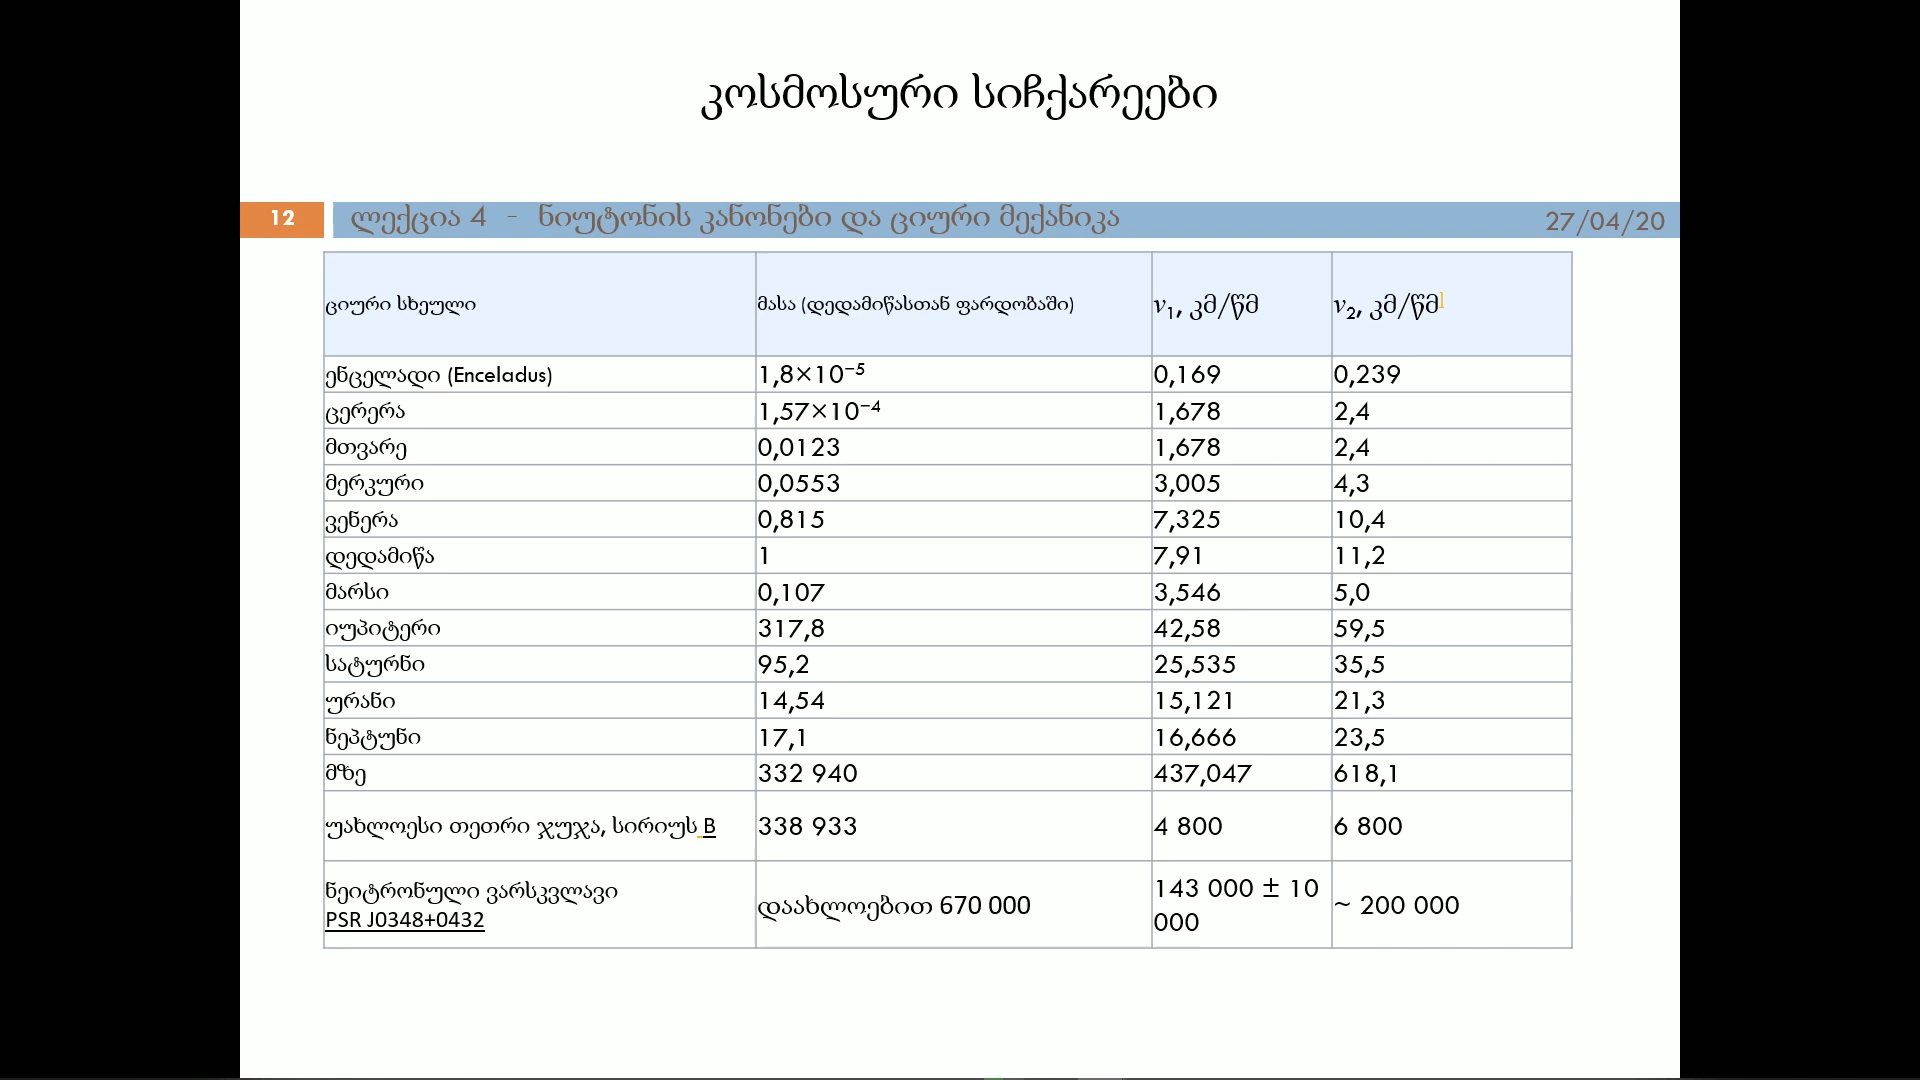 კოსმოსური სიჩქარეები
12 ლექცია 4 - ნიუტონის კანონები და ციური მექანიკა 27/04/20
ციური სხეული მასა (დედამიწასთან ფარდობაში) v₁, კმ/წმ v₂, კმ/წმ[1]
ენცელადი (Enceladus) 1,8×10⁻⁵ 0,169 0,239
ცერერა 1,57×10⁻⁴ 1,678 2,4
მთვარე 0,0123 1,678 2,4
მერკური 0,0553 3,005 4,3
ვენერა 0,815 7,325 10,4
დედამიწა 1 7,91 11,2
მარსი 0,107 3,546 5,0
იუპიტერი 317,8 42,58 59,5
სატურნი 95,2 25,535 35,5
ურანი 14,54 15,121 21,3
ნეპტუნი 17,1 16,666 23,5
მზე 332 940 437,047 618,1
უახლოესი თეთრი ჯუჯა, სირიუს B 338 933 4 800 6 800
ნეიტრონული ვარსკვლავი
PSR J0348+0432 დაახლოებით 670 000 143 000 ± 10
000 ~ 200 000